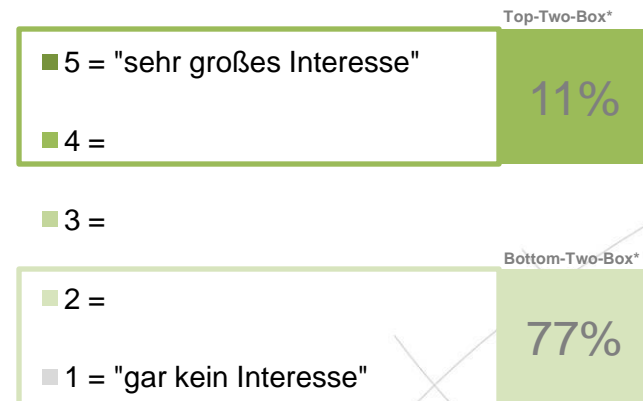 Top-Two-Box*
5 = "sehr großes Interesse"
11%
4 =
3 =
Bottom-Two-Box*
2 =
77%
1 = "gar kein Interesse"